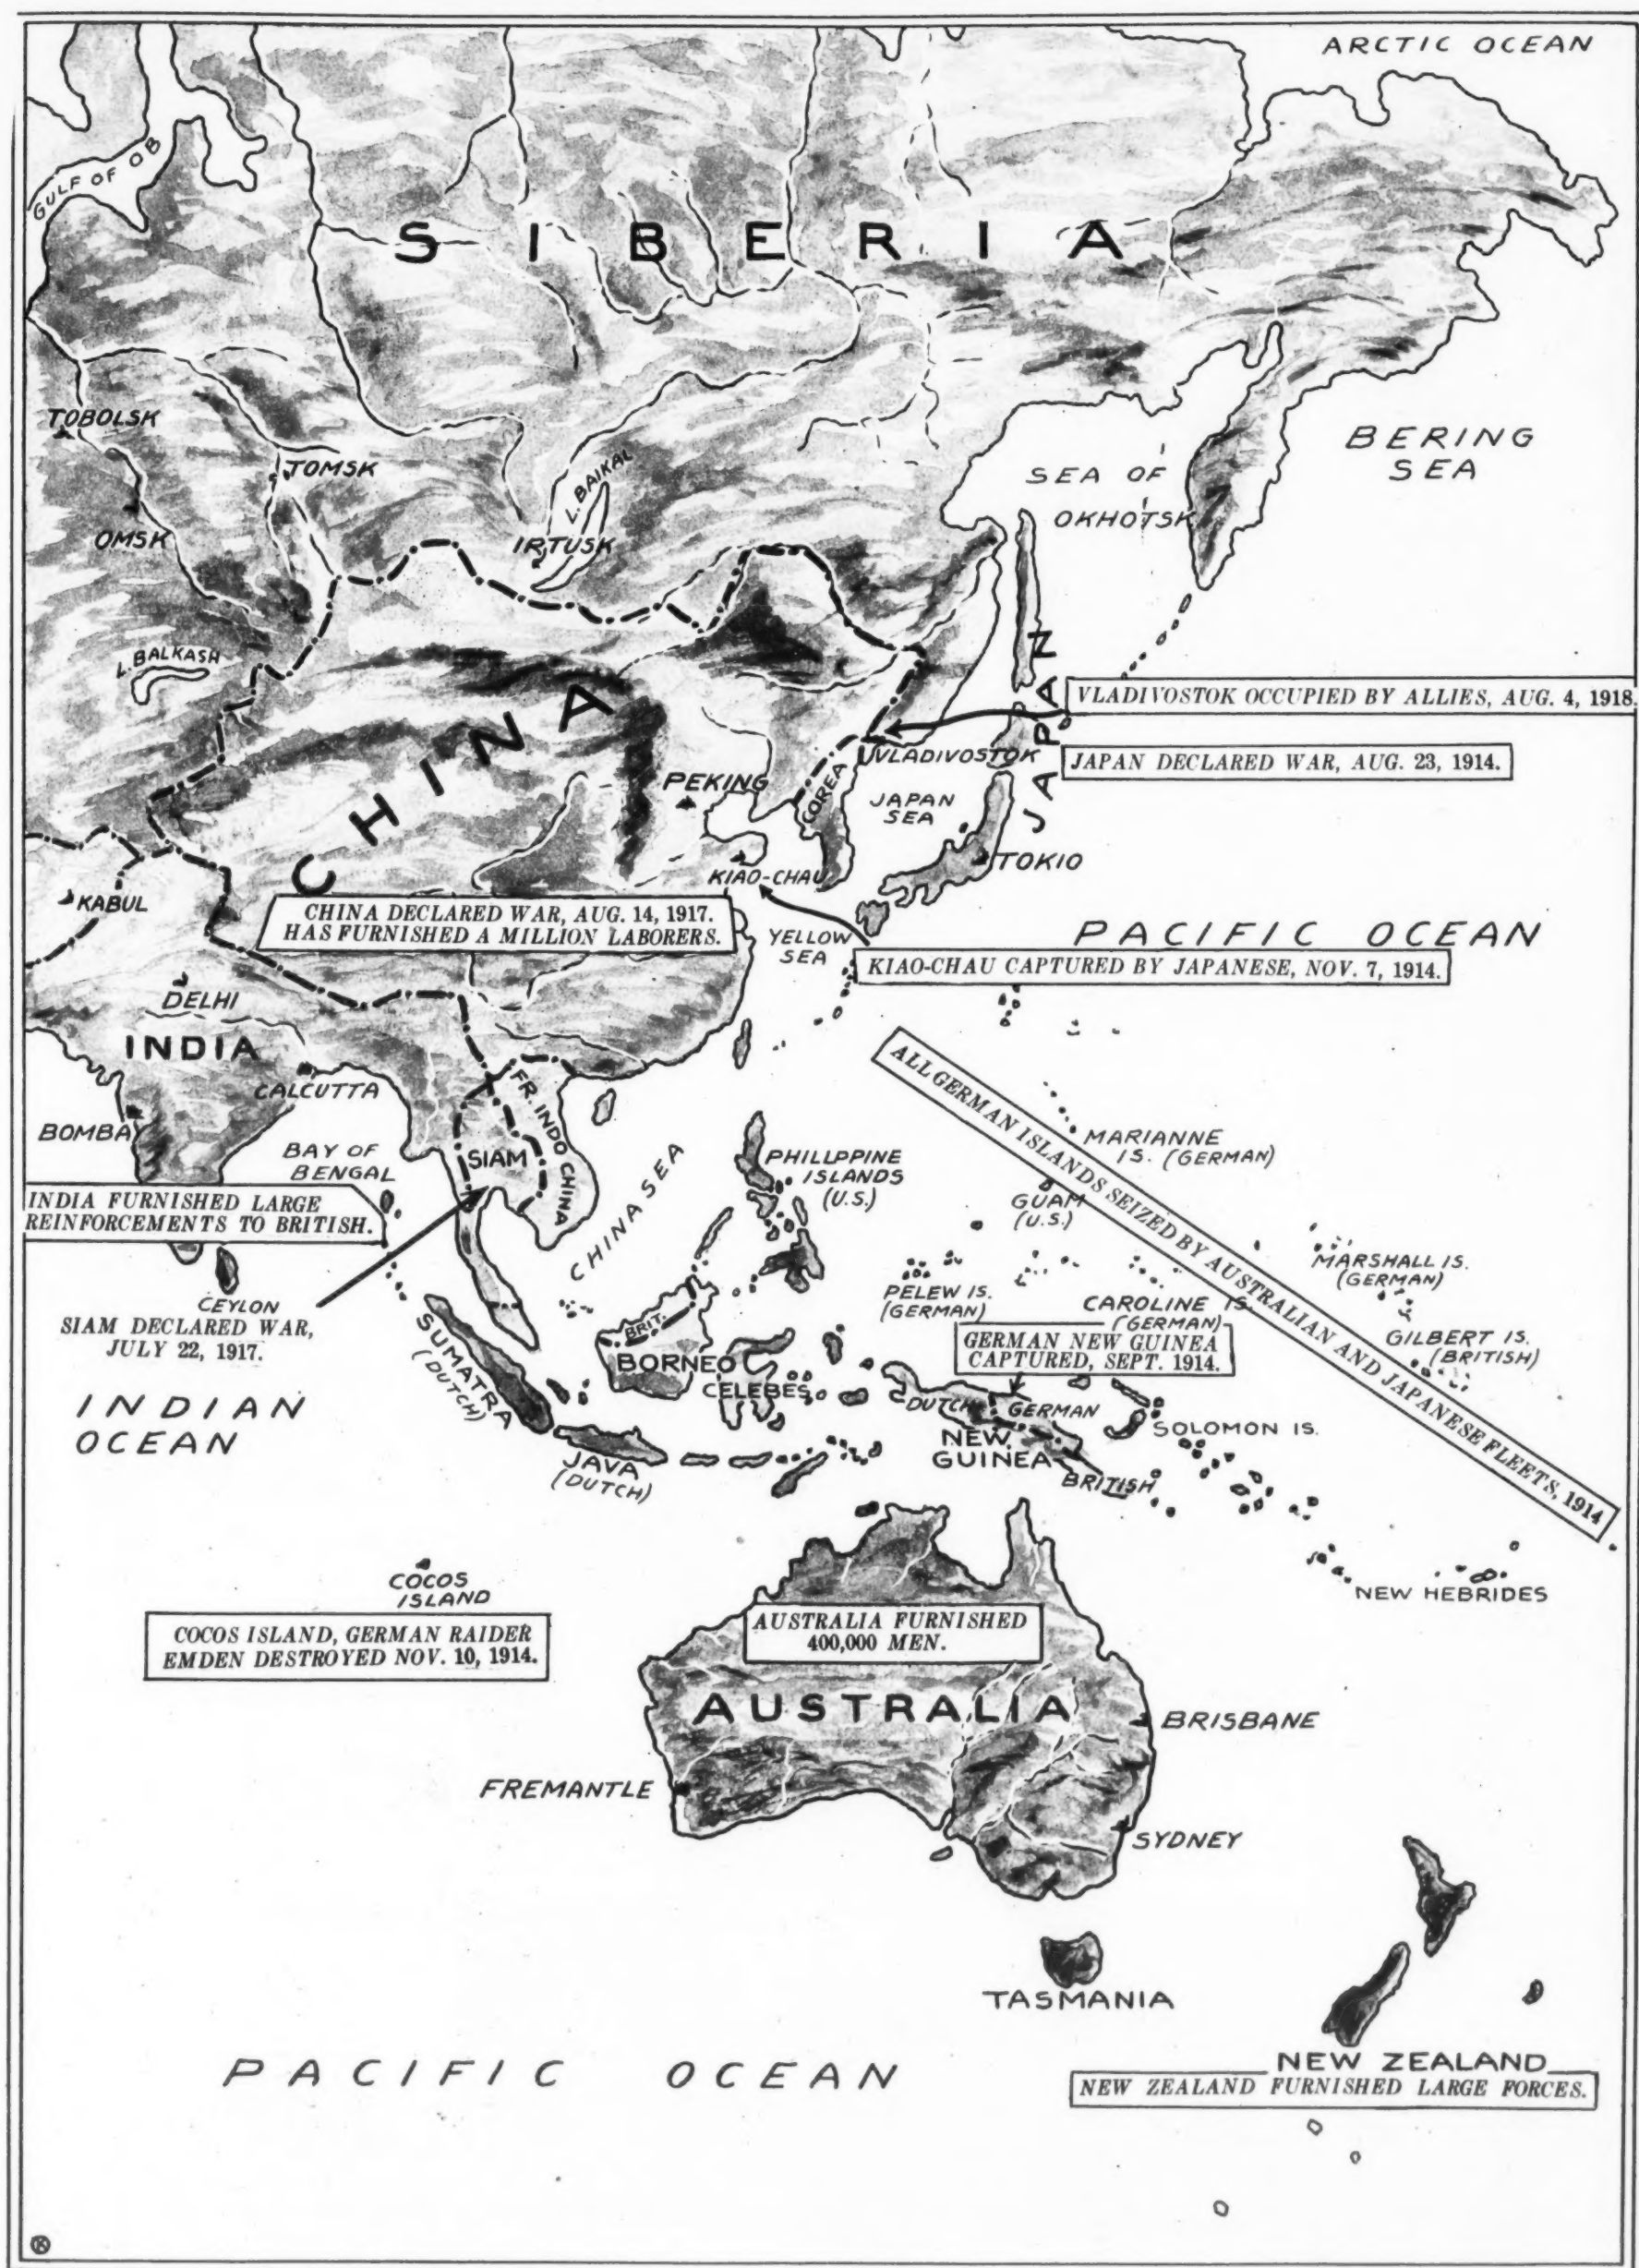 ARCTIC OCEAN
GULF OF OB
SIBERIA
TOBOLSK
TOMSK
OMSK
L. BAIKAL
IRTUSK
SEA OF
OKHOTSK
BERING
SEA
L. BALKASH
CHINA
JAPAN
VLADIVOSTOK OCCUPIED BY ALLIES, AUG. 4, 1918.
VLADIVOSTOK
JAPAN DECLARED WAR, AUG. 23, 1914.
PEKING
COREA
JAPAN
SEA
TOKIO
KIAO-CHAU
KABUL
CHINA DECLARED WAR, AUG. 14, 1917.
HAS FURNISHED A MILLION LABORERS.
YELLOW
SEA
PACIFIC OCEAN
KIAO-CHAU CAPTURED BY JAPANESE, NOV. 7, 1914.
DELHI
INDIA
CALCUTTA
BOMBAY
BAY OF
BENGAL
FR. INDO CHINA
SIAM
CHINA SEA
PHILLPPINE
ISLANDS
(U.S.)
ALL GERMAN ISLANDS SEIZED BY AUSTRALIAN AND JAPANESE FLEETS, 1914
MARIANNE
IS. (GERMAN)
GUAM
(U.S.)
INDIA FURNISHED LARGE
REINFORCEMENTS TO BRITISH.
MARSHALL IS.
(GERMAN)
PELEW IS.
(GERMAN)
CAROLINE IS.
(GERMAN)
GILBERT IS.
(BRITISH)
CEYLON
SIAM DECLARED WAR,
JULY 22, 1917.
SUMATRA
(DUTCH)
BRIT.
BORNEO
CELEBES
GERMAN NEW GUINEA
CAPTURED, SEPT. 1914.
DUTCH
GERMAN
NEW
GUINEA
BRITISH
SOLOMON IS.
INDIAN
OCEAN
JAVA
(DUTCH)
COCOS
ISLAND
COCOS ISLAND, GERMAN RAIDER
EMDEN DESTROYED NOV. 10, 1914.
NEW HEBRIDES
AUSTRALIA FURNISHED
400,000 MEN.
AUSTRALIA
BRISBANE
FREMANTLE
SYDNEY
TASMANIA
NEW ZEALAND
NEW ZEALAND FURNISHED LARGE FORCES.
PACIFIC OCEAN
K